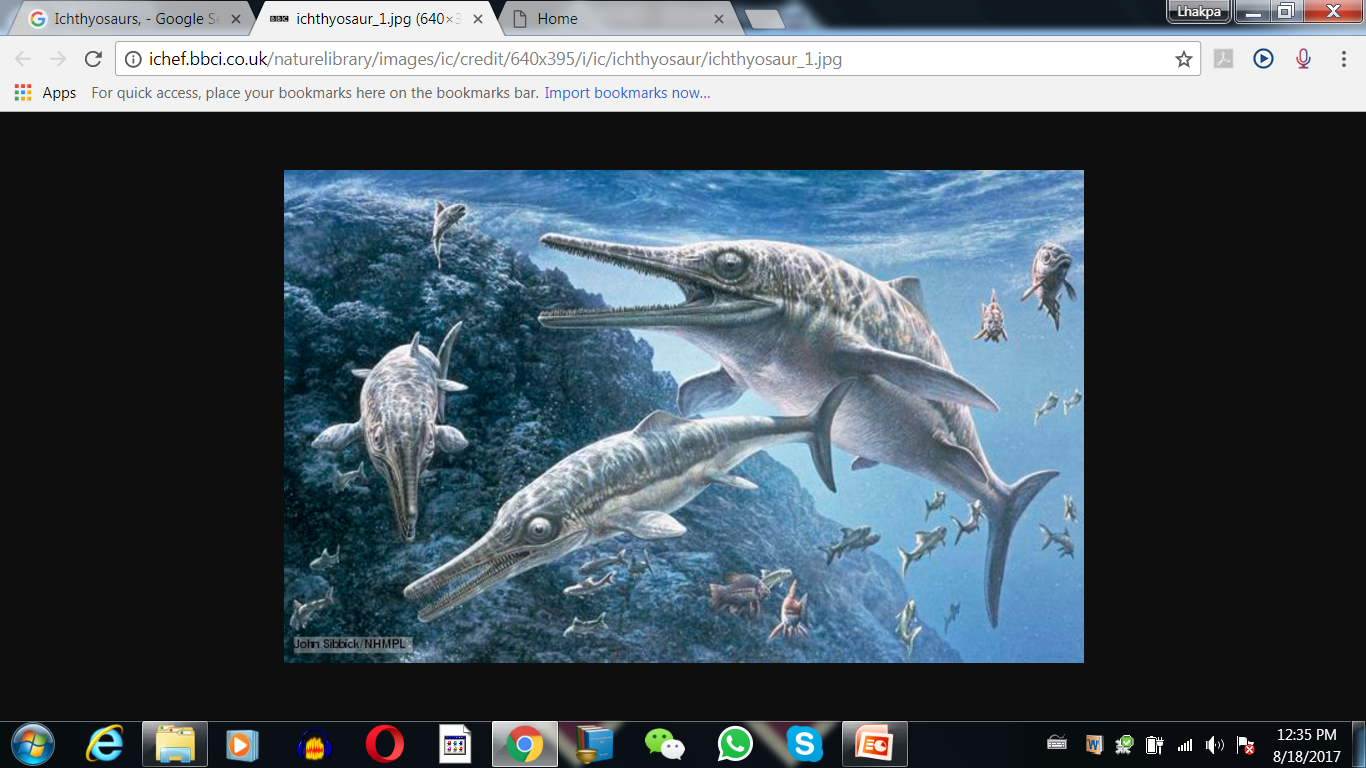 Ichthyosaurs, - Google Se
BBC
ichthyosaur_1.jpg (640×3
Home
Lhakpa
ichef.bbci.co.uk/naturelibrary/images/ic/credit/640x395/i/ic/ichthyosaur/ichthyosaur_1.jpg
Apps
For quick access, place your bookmarks here on the bookmarks bar. Import bookmarks now...
John Sibbick/NHMPL
12:35 PM
8/18/2017